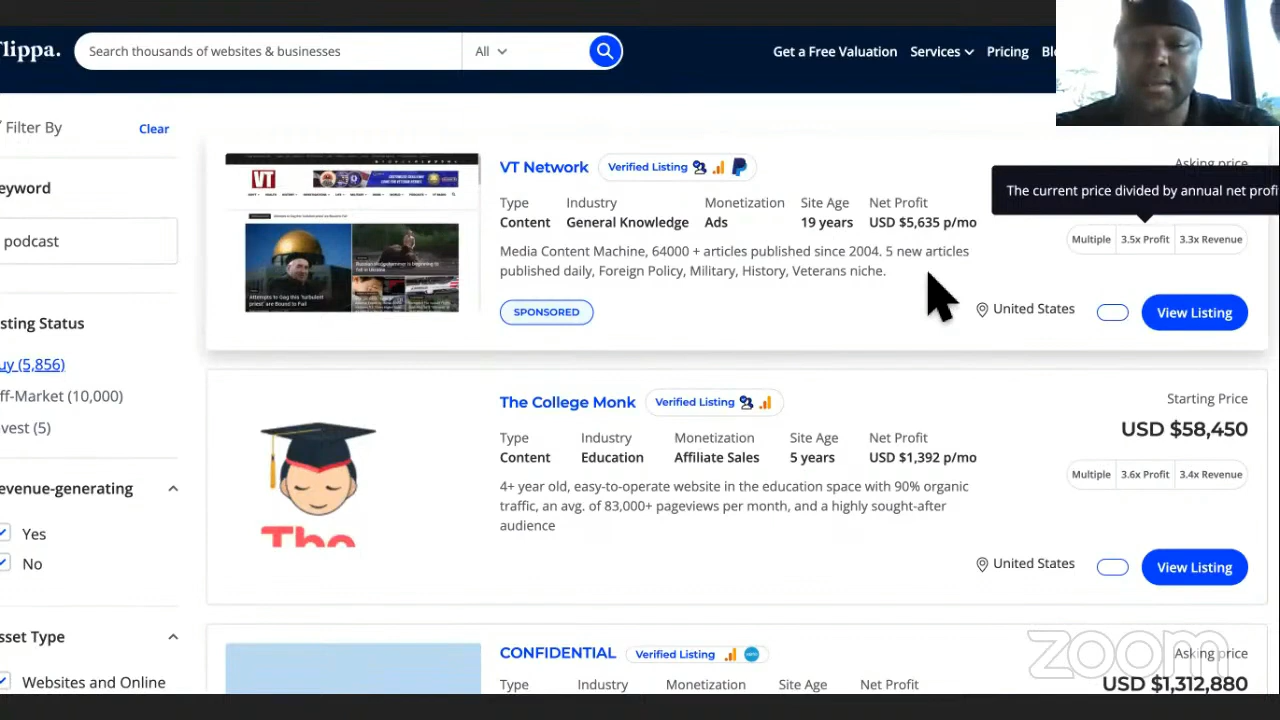 lippa.
Search thousands of websites & businesses
All
Get a Free Valuation
Services
Pricing
Filter By
Clear
eyword
podcast
sting Status
uy (5,856)
ff-Market (10,000)
vest (5)
evenue-generating
Yes
No
sset Type
Websites and Online
VT Network
Verified Listing
Asking price
The current price divided by annual net profi
Type Industry Monetization Site Age Net Profit
Content General Knowledge Ads 19 years USD $5,635 p/mo
Multiple 3.5x Profit 3.3x Revenue
Media Content Machine, 64000 + articles published since 2004. 5 new articles
published daily, Foreign Policy, Military, History, Veterans niche.
SPONSORED
United States
View Listing
VT
The College Monk
Verified Listing
Starting Price
USD $58,450
Type Industry Monetization Site Age Net Profit
Content Education Affiliate Sales 5 years USD $1,392 p/mo
Multiple 3.6x Profit 3.4x Revenue
4+ year old, easy-to-operate website in the education space with 90% organic
traffic, an avg. of 83,000+ pageviews per month, and a highly sought-after
audience
United States
View Listing
CONFIDENTIAL
Verified Listing
Asking price
USD $1,312,880
Type Industry Monetization Site Age Net Profit
zoom